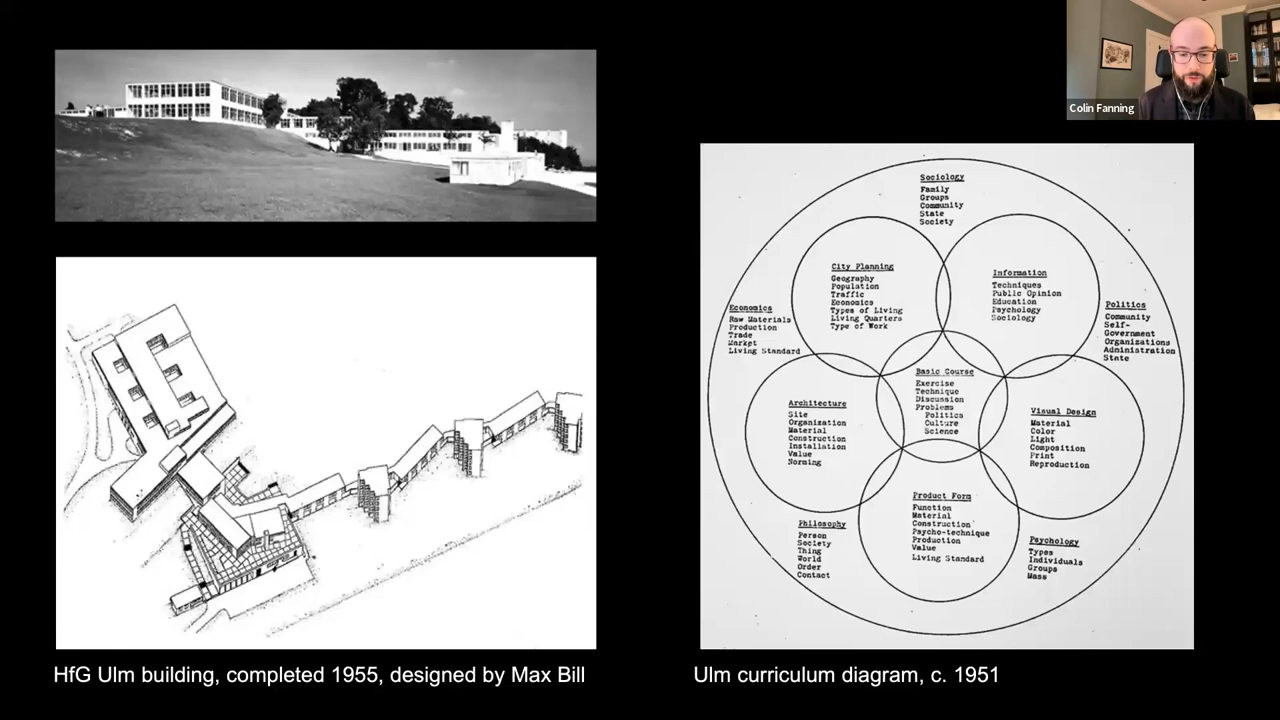 Colin Fanning
Sociology
Family
Groups
Community
State
Society
City Planning
Geography
Population
Traffic
Economics
Types of Living
Living Quarters
Type of Work
Information
Techniques
Public Opinion
Education
Psychology
Sociology
Economics
Raw Materials
Production
Trade
Market
Living Standard
Politics
Community
Self-
Government
Organizations
Administration
State
Basic Course
Exercise
Technique
Discussion
Problems
Politics
Culture
Science
Architecture
Site
Organization
Material
Construction
Installation
Value
Norming
Visual Design
Material
Color
Light
Composition
Print
Reproduction
Product Form
Function
Material
Construction
Psycho-technique
Production
Value
Living Standard
Philosophy
Person
Society
Thing
World
Order
Contact
Psychology
Types
Individuals
Groups
Mass
HfG Ulm building, completed 1955, designed by Max Bill
Ulm curriculum diagram, c. 1951